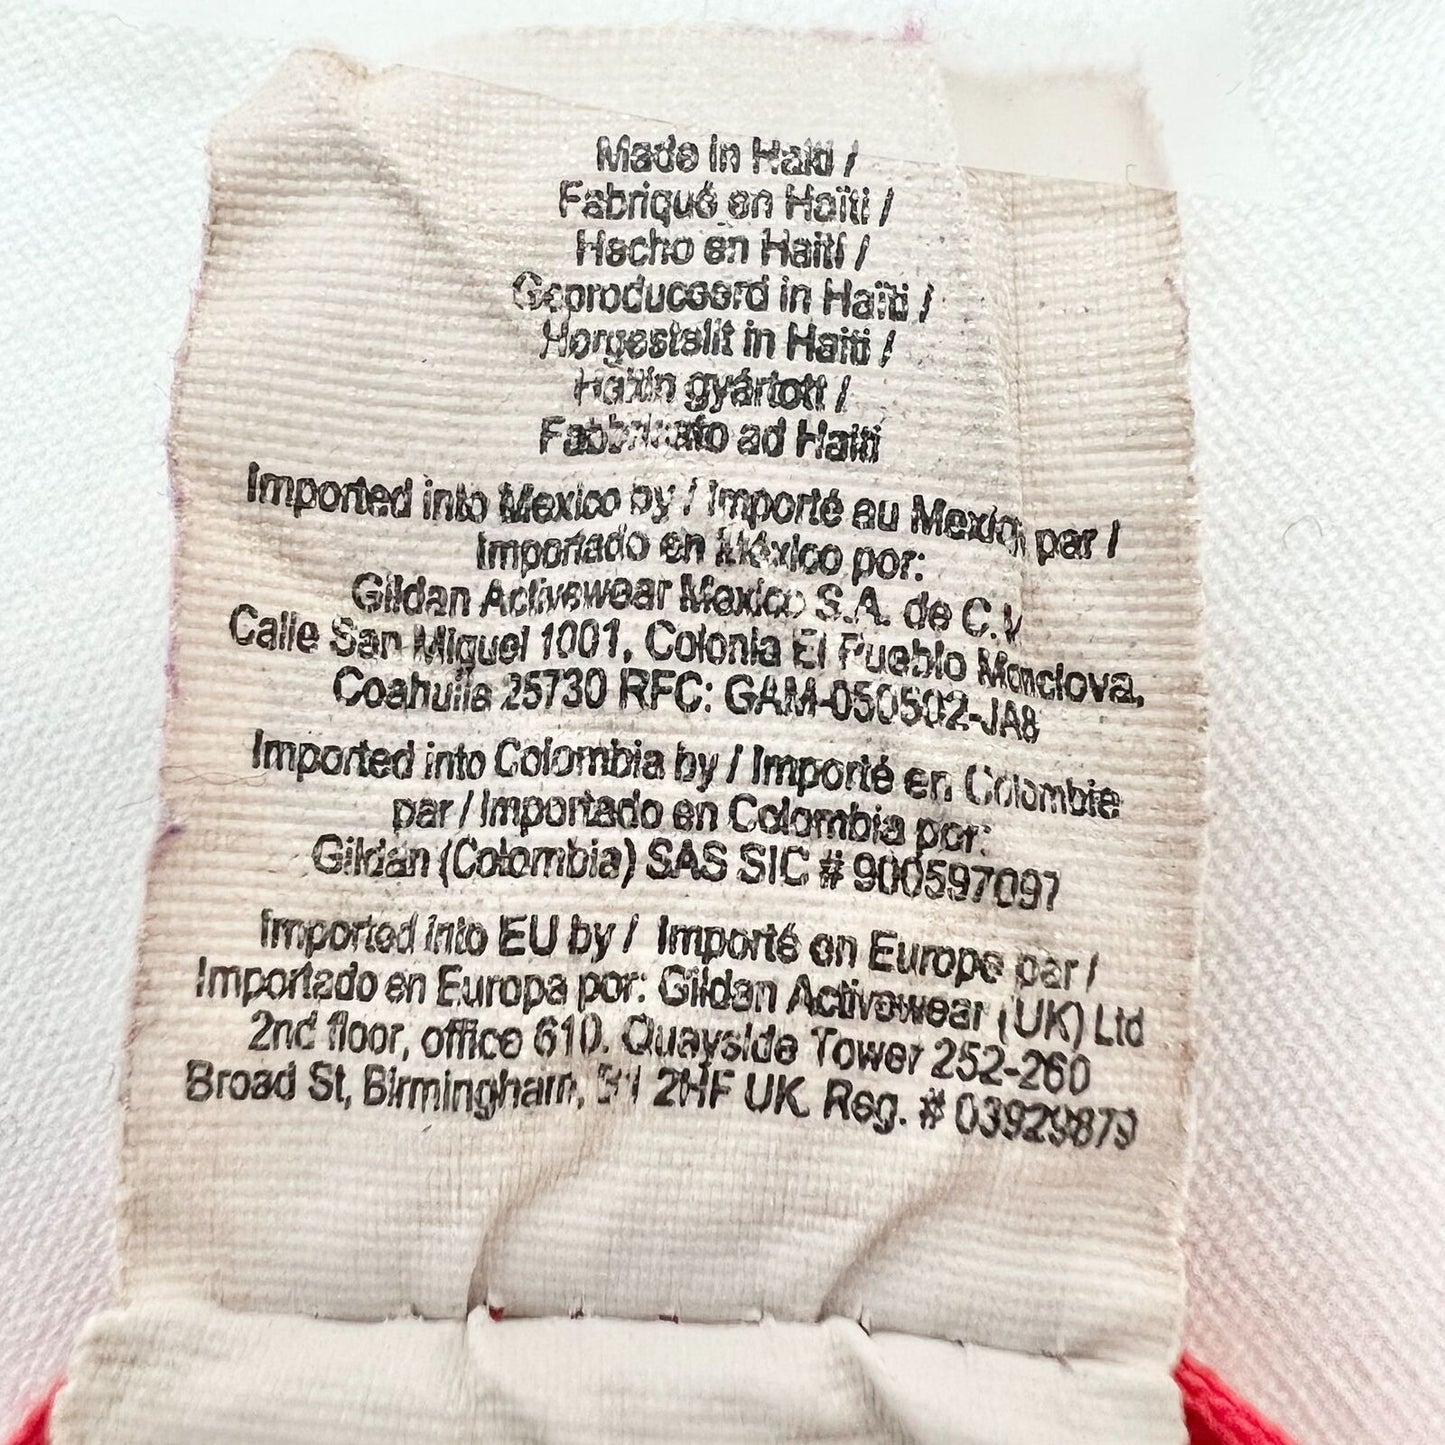 Made in Haiti /
Fabriqué en Haïti /
Hecho en Haití /
Geproduceerd in Haïti /
Hergestellt in Haiti /
Haitin gyártott /
Fabbricato ad Haiti
Imported into Mexico by / Importé au Mexique par /
Importado en México por:
Gildan Activewear Mexico S.A. de C.V
Calle San Miguel 1001, Colonia El Pueblo Monclova,
Coahuila 25730 RFC: GAM-050502-JA8
Imported into Colombia by / Importé en Colombie
par / Importado en Colombia por:
Gildan (Colombia) SAS SIC # 900597097
Imported into EU by / Importé en Europe par /
Importado en Europa por: Gildan Activewear (UK) Ltd
2nd floor, office 610. Quayside Tower 252-260
Broad St, Birmingham, B1 2HF UK. Reg. # 03929879